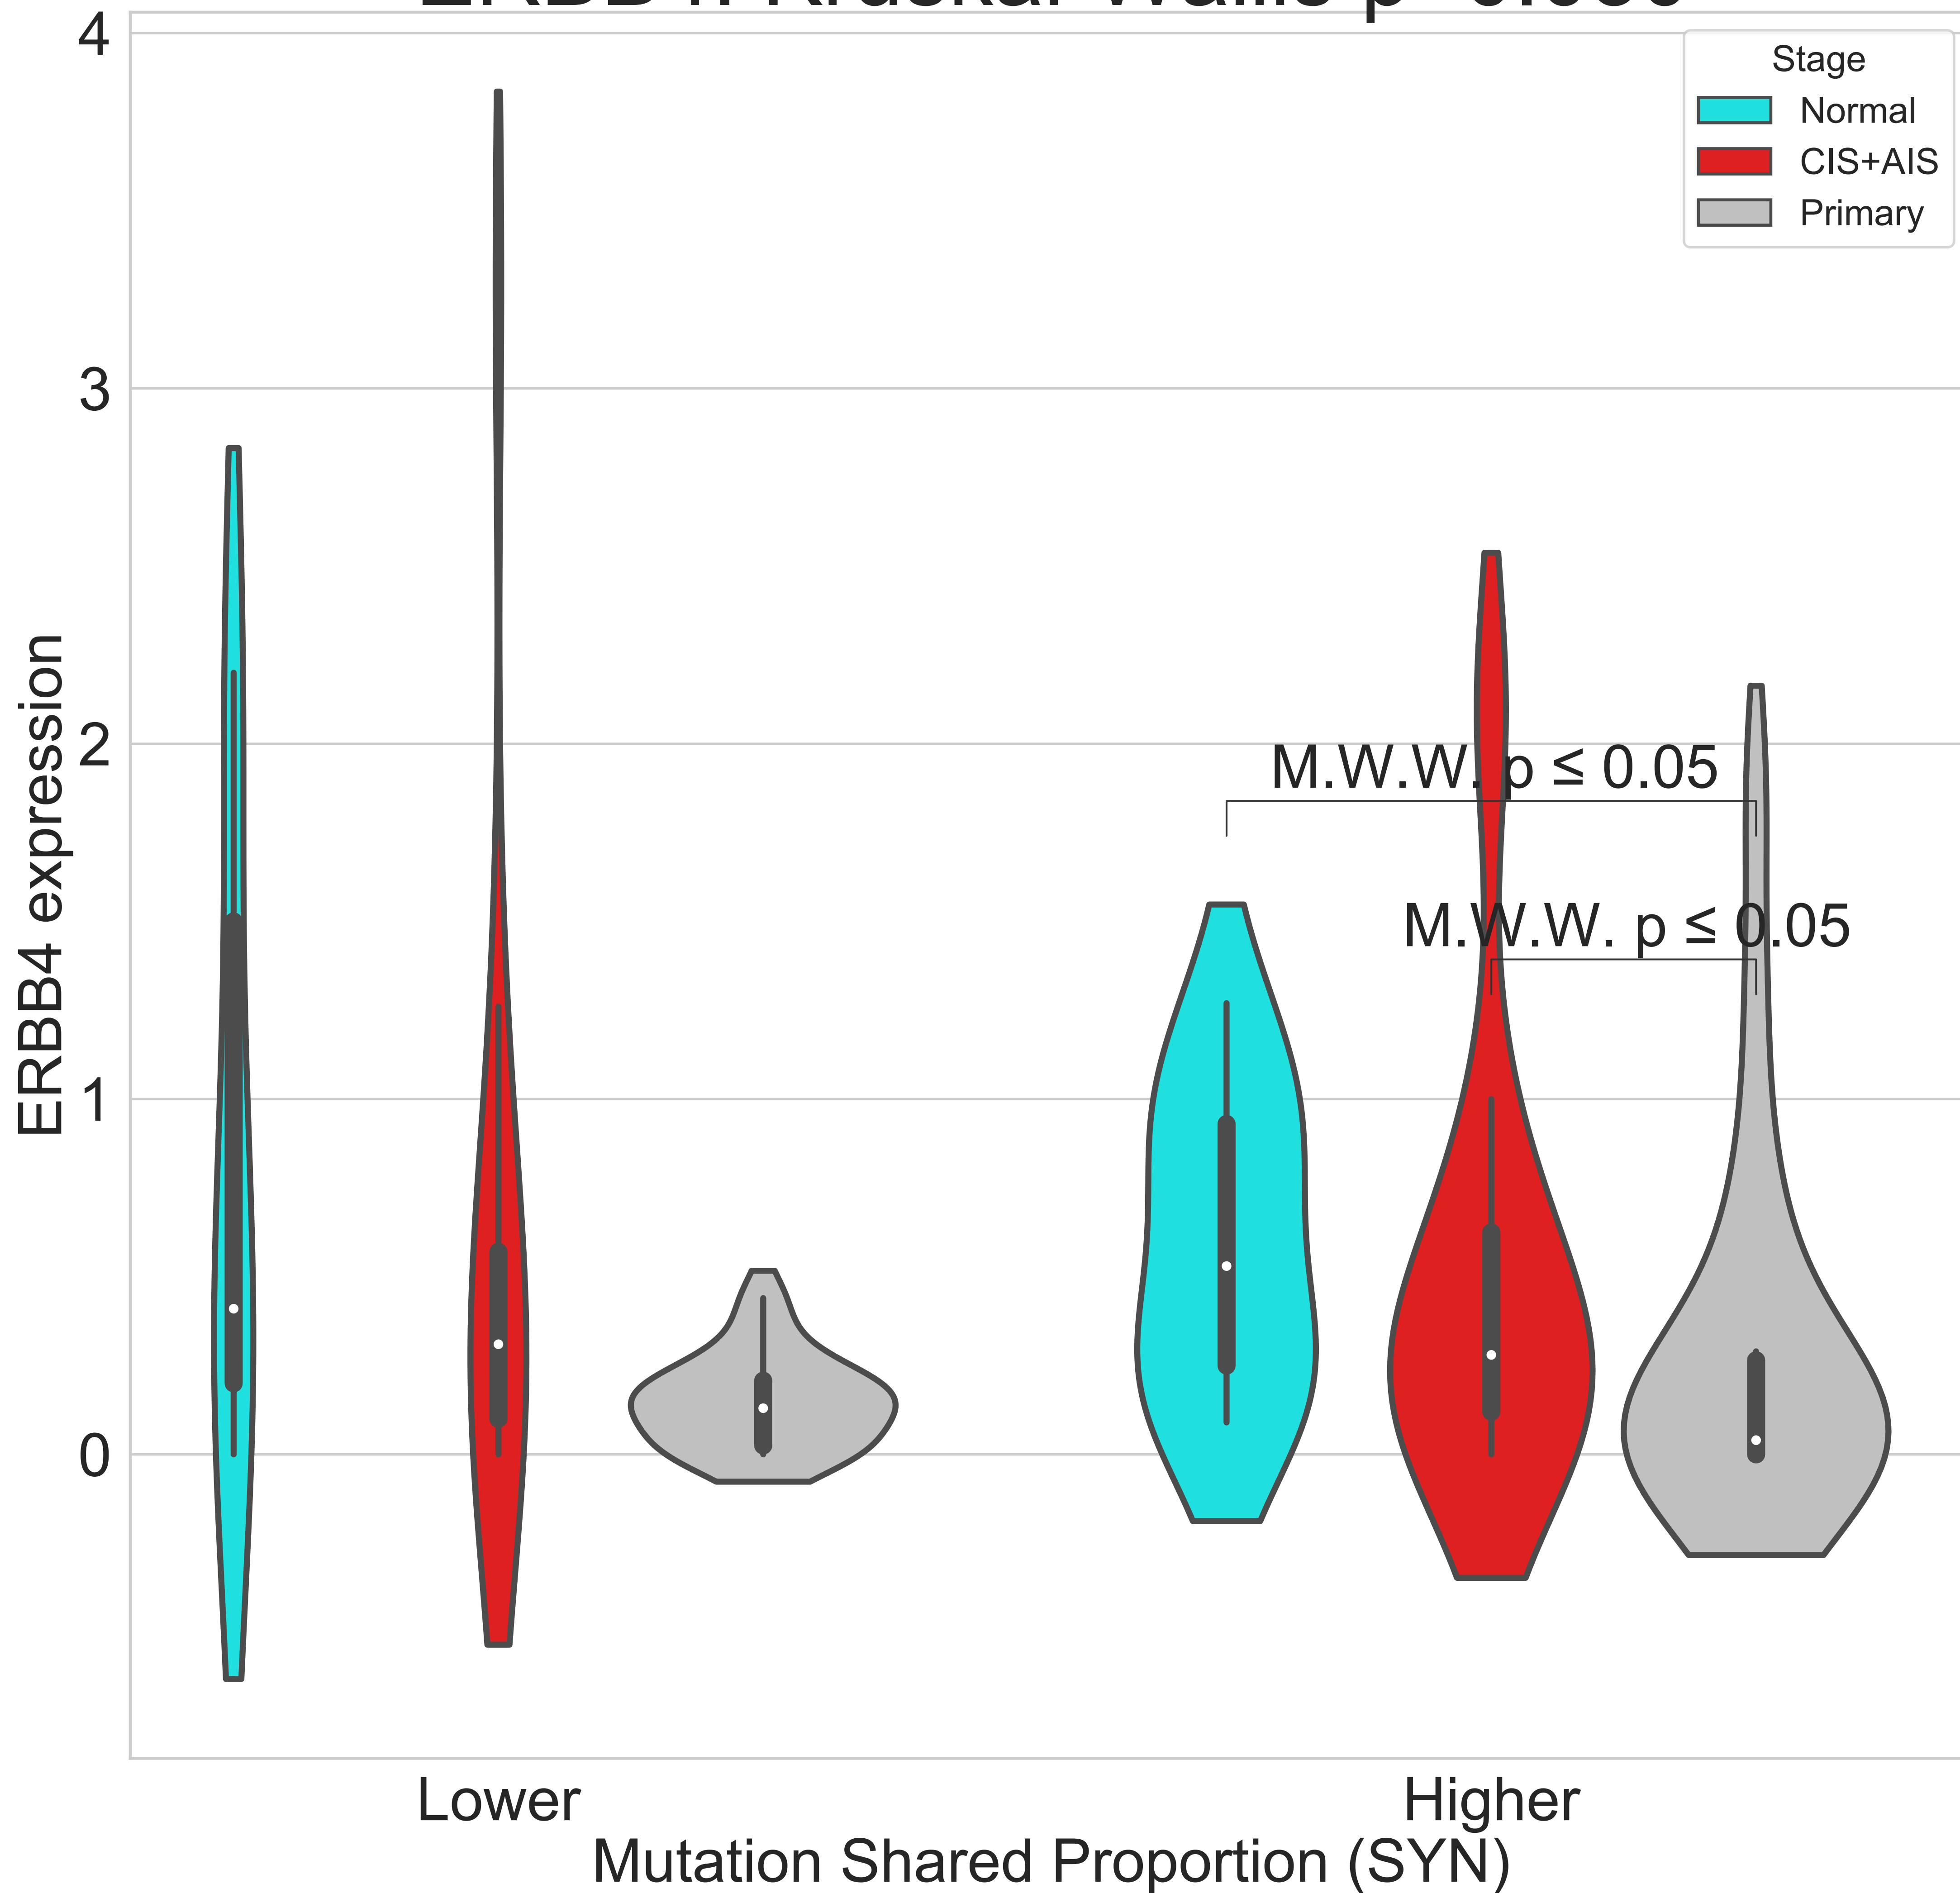 4
Stage
Normal
CIS+AIS
Primary
3
2
M.W.W. p ≤ 0.05
M.W.W. p ≤ 0.05
ERBB4 expression
1
0
Lower
Higher
Mutation Shared Proportion (SYN)